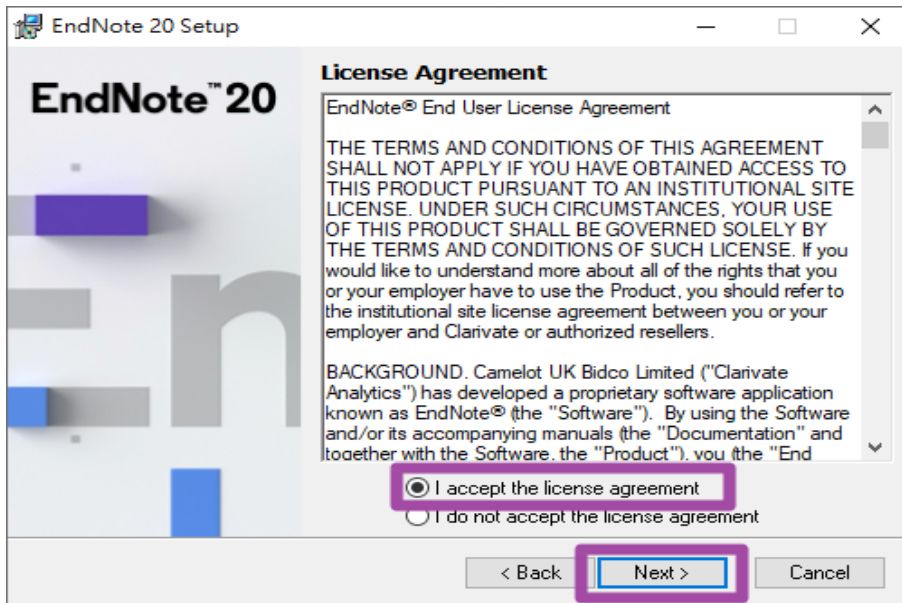 EndNote 20 Setup
EndNote™20
License Agreement
EndNote® End User License Agreement
THE TERMS AND CONDITIONS OF THIS AGREEMENT
SHALL NOT APPLY IF YOU HAVE OBTAINED ACCESS TO
THIS PRODUCT PURSUANT TO AN INSTITUTIONAL SITE
LICENSE. UNDER SUCH CIRCUMSTANCES, YOUR USE
OF THIS PRODUCT SHALL BE GOVERNED SOLELY BY
THE TERMS AND CONDITIONS OF SUCH LICENSE. If you
would like to understand more about all of the rights that you
or your employer have to use the Product, you should refer to
the institutional site license agreement between you or your
employer and Clarivate or authorized resellers.
BACKGROUND. Camelot UK Bidco Limited ("Clarivate
Analytics") has developed a proprietary software application
known as EndNote® (the "Software"). By using the Software
and/or its accompanying manuals (the "Documentation" and
together with the Software, the "Product"), you (the "End
I accept the license agreement
I do not accept the license agreement
< Back
Next >
Cancel
En